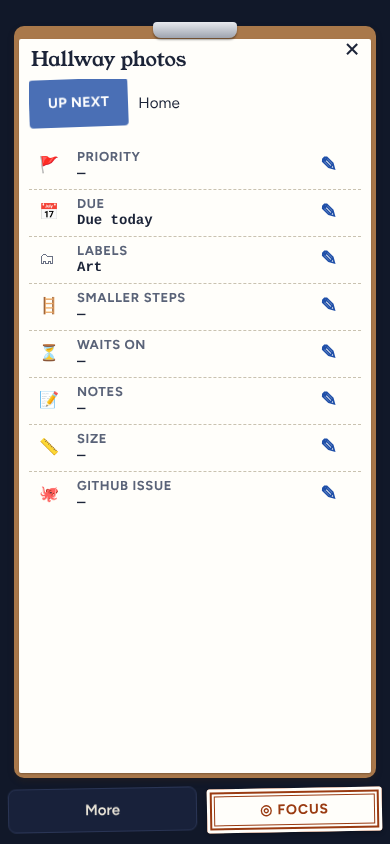 Hallway photos
UP NEXT
Home
PRIORITY
—
DUE
Due today
LABELS
Art
SMALLER STEPS
—
WAITS ON
—
NOTES
—
SIZE
—
GITHUB ISSUE
—
More
◎ FOCUS